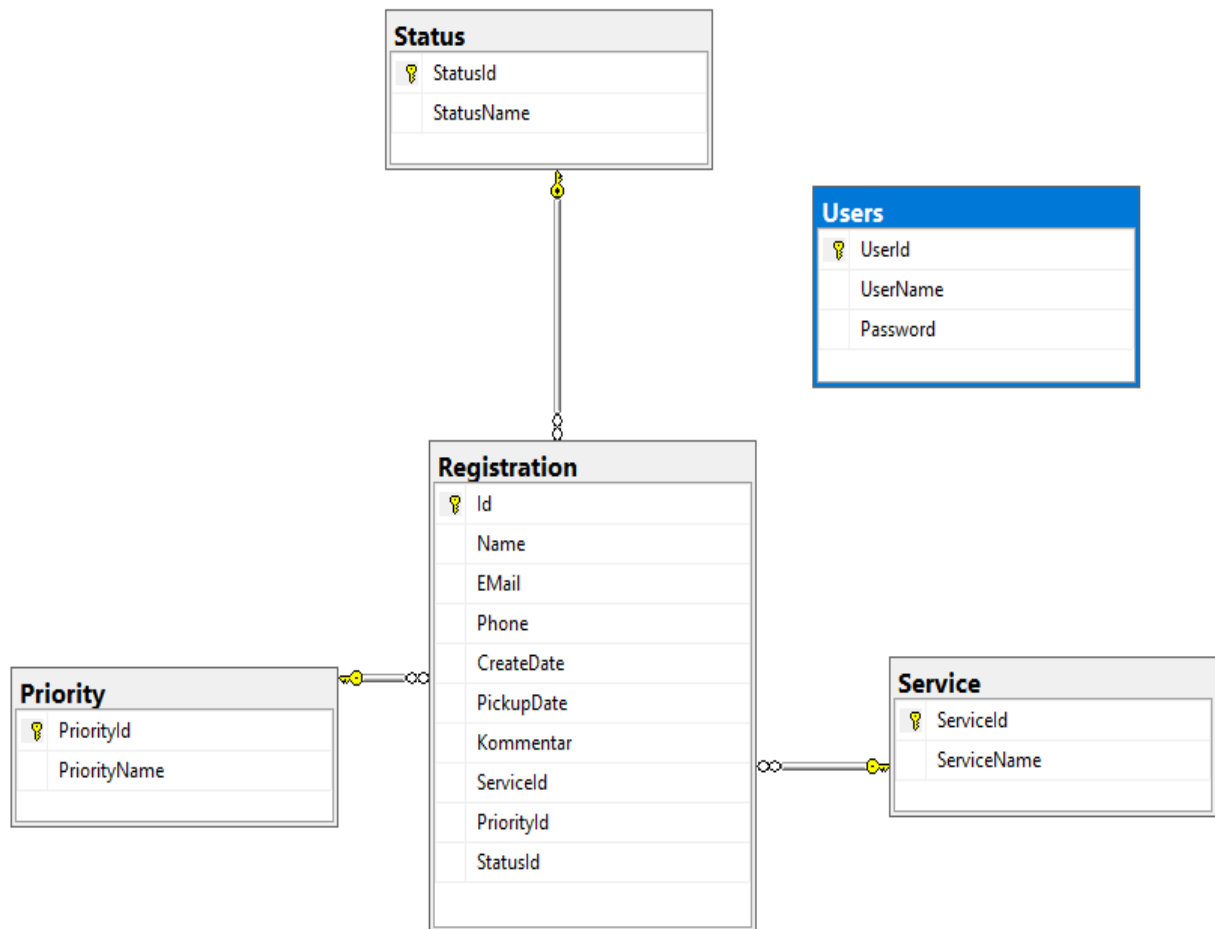 Status
StatusId
StatusName
Users
UserId
UserName
Password
Registration
Id
Name
EMail
Phone
CreateDate
PickupDate
Kommentar
ServiceId
PriorityId
StatusId
Priority
PriorityId
PriorityName
Service
ServiceId
ServiceName